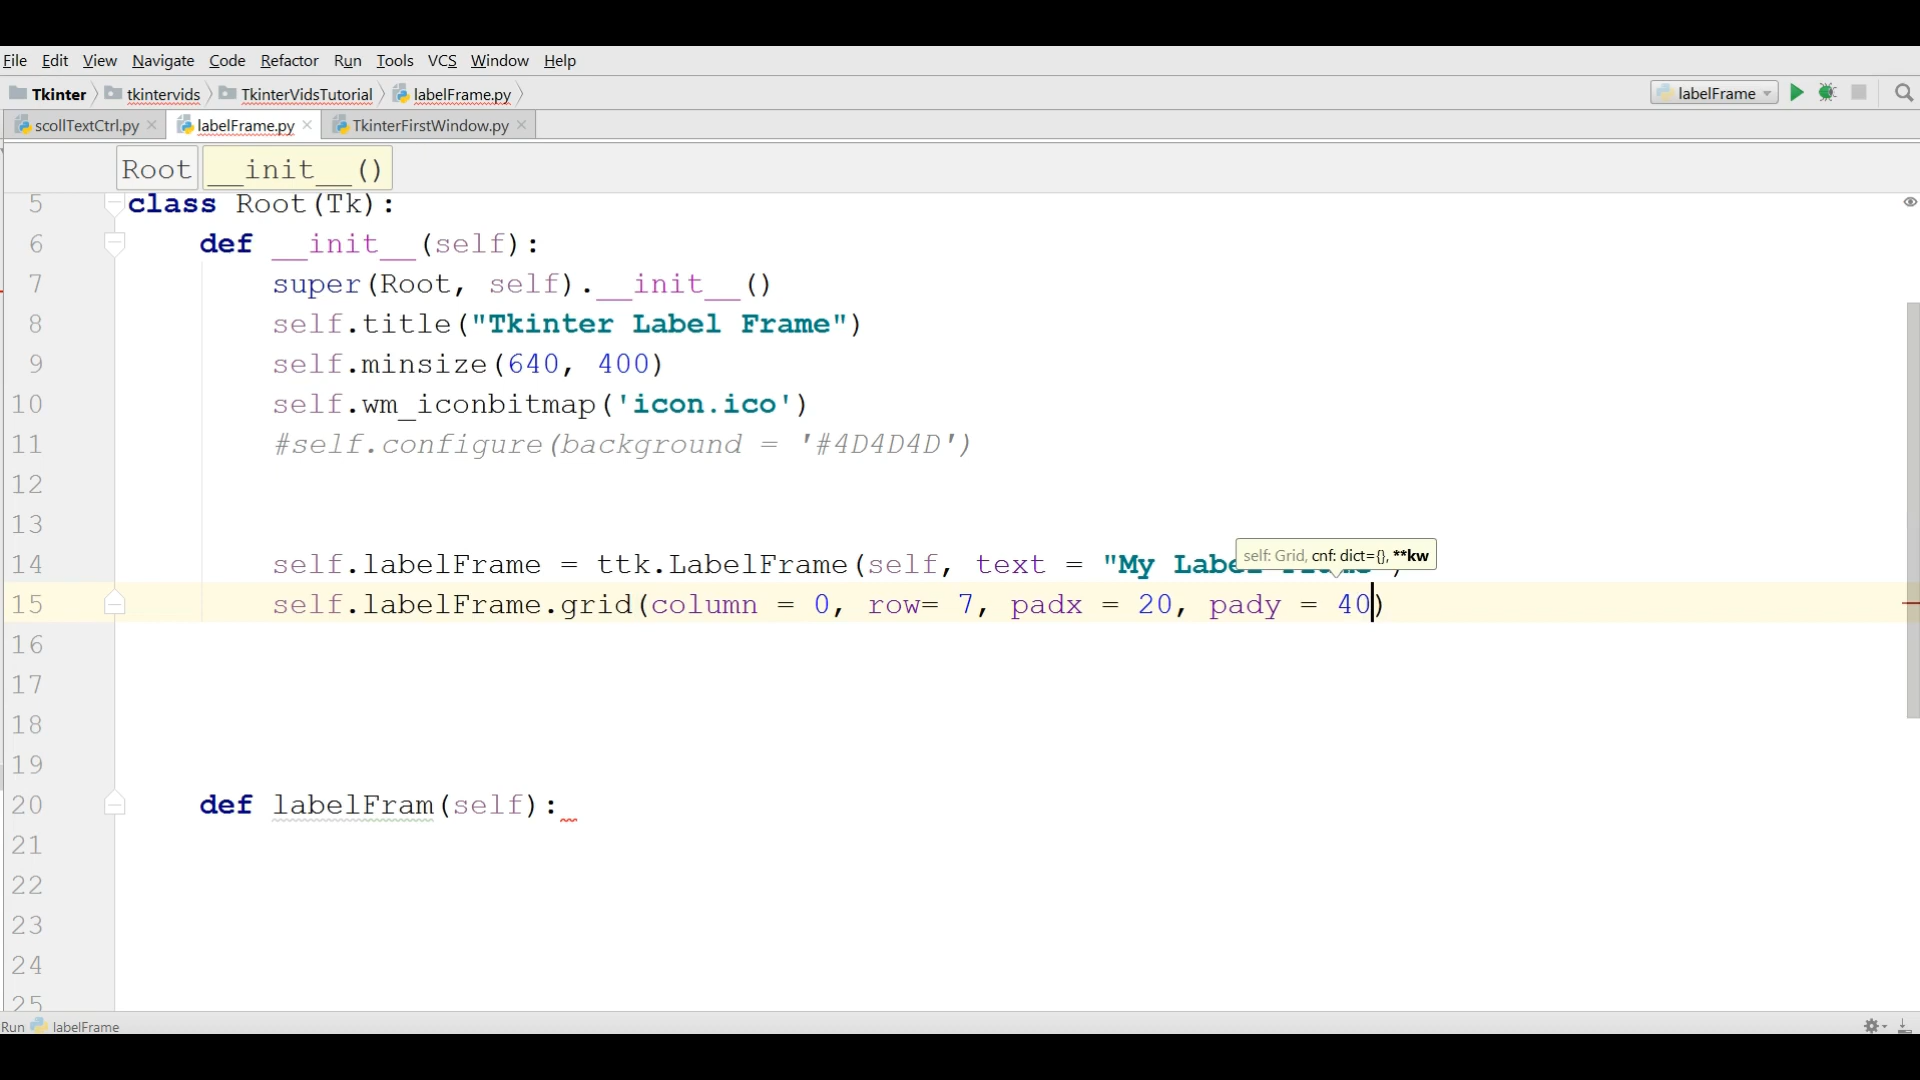 File Edit View Navigate Code Refactor Run Tools VCS Window Help
Tkinter tkintervids TkinterVidsTutorial labelFrame.py labelFrame
scollTextCtrl.py labelFrame.py TkinterFirstWindow.py
Root __init__()
5 class Root(Tk):
6 def __init__(self):
7 super(Root, self).__init__()
8 self.title("Tkinter Label Frame")
9 self.minsize(640, 400)
10 self.wm_iconbitmap('icon.ico')
11 #self.configure(background = '#4D4D4D')
12
13
self: Grid, cnf: dict={}, **kw
14 self.labelFrame = ttk.LabelFrame(self, text = "My
15 self.labelFrame.grid(column = 0, row= 7, padx = 20, pady = 40)
16
17
18
19
20 def labelFram(self):
21
22
23
24
25
Run labelFrame